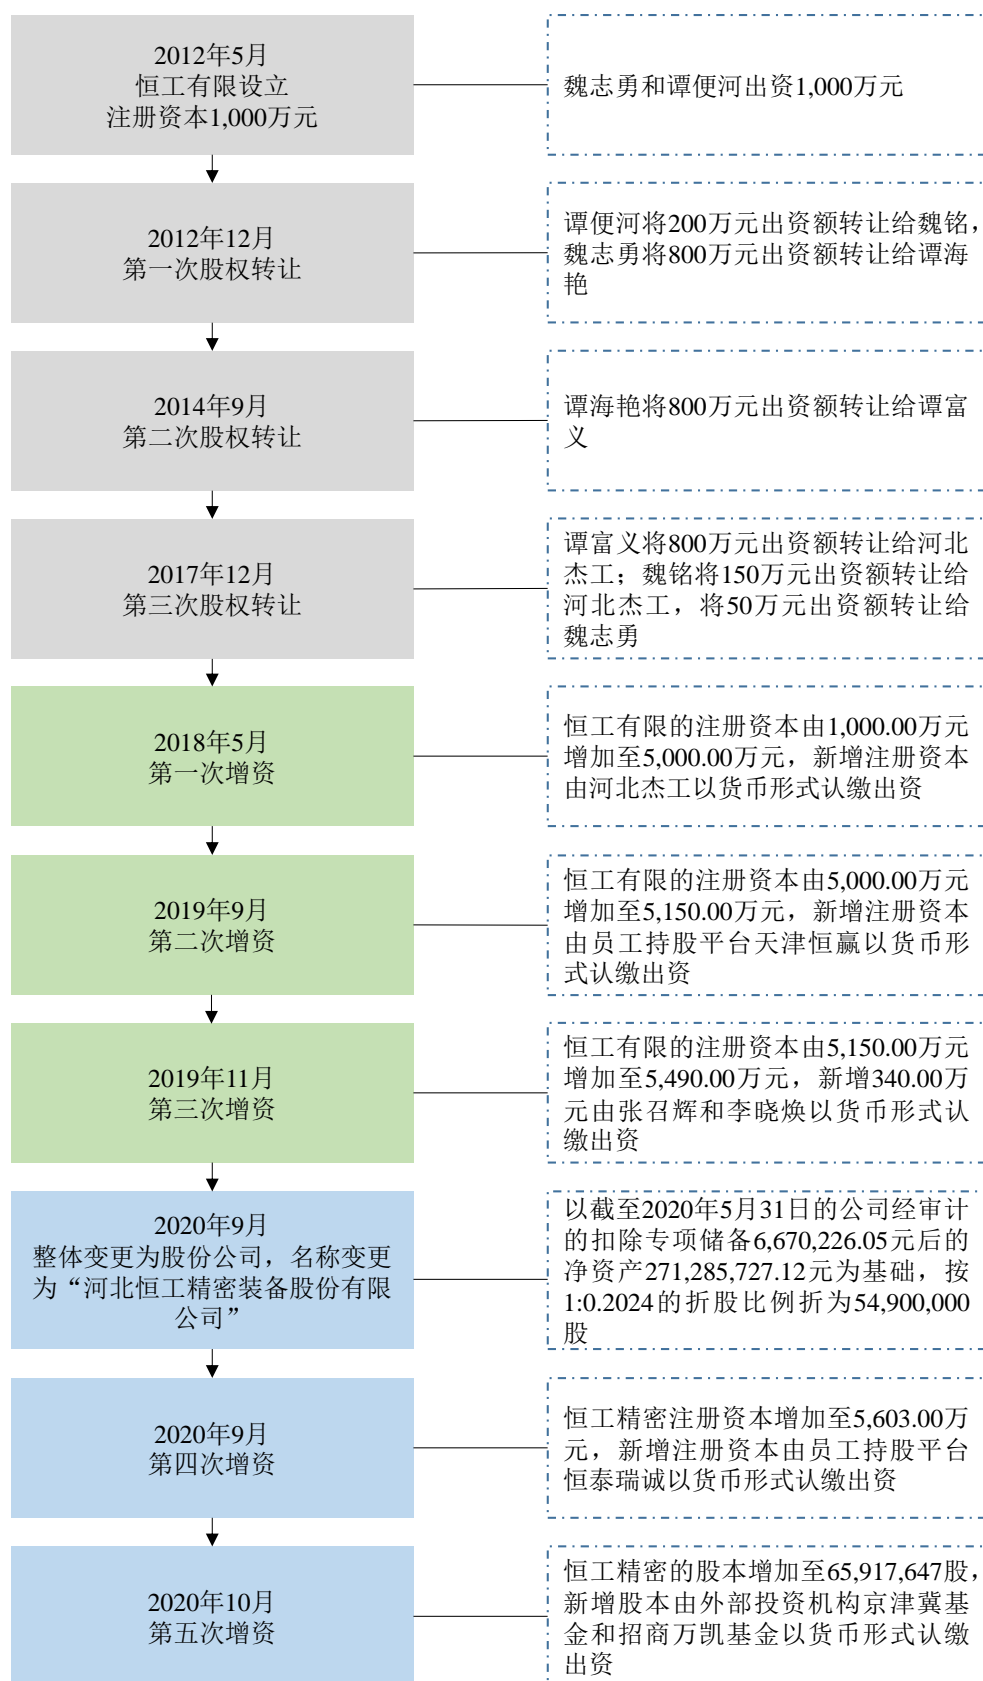 2012年5月
恒工有限设立
注册资本1,000万元
魏志勇和谭便河出资1,000万元
2012年12月
第一次股权转让
谭便河将200万元出资额转让给魏铭，
魏志勇将800万元出资额转让给谭海
艳
2014年9月
第二次股权转让
谭海艳将800万元出资额转让给谭富
义
2017年12月
第三次股权转让
谭富义将800万元出资额转让给河北
杰工；魏铭将150万元出资额转让给
河北杰工，将50万元出资额转让给
魏志勇
2018年5月
第一次增资
恒工有限的注册资本由1,000.00万元
增加至5,000.00万元，新增注册资本
由河北杰工以货币形式认缴出资
2019年9月
第二次增资
恒工有限的注册资本由5,000.00万元
增加至5,150.00万元，新增注册资本
由员工持股平台天津恒赢以货币形
式认缴出资
2019年11月
第三次增资
恒工有限的注册资本由5,150.00万元
增加至5,490.00万元，新增340.00万
元由张召辉和李晓焕以货币形式认
缴出资
2020年9月
整体变更为股份公司，名称变更
为“河北恒工精密装备股份有限
公司”
以截至2020年5月31日的公司经审计
的扣除专项储备6,670,226.05元后的
净资产271,285,727.12元为基础，按
1:0.2024的折股比例折为54,900,000
股
2020年9月
第四次增资
恒工精密注册资本增加至5,603.00万
元，新增注册资本由员工持股平台
恒泰瑞诚以货币形式认缴出资
2020年10月
第五次增资
恒工精密的股本增加至65,917,647股，
新增股本由外部投资机构京津冀基
金和招商万凯基金以货币形式认缴
出资